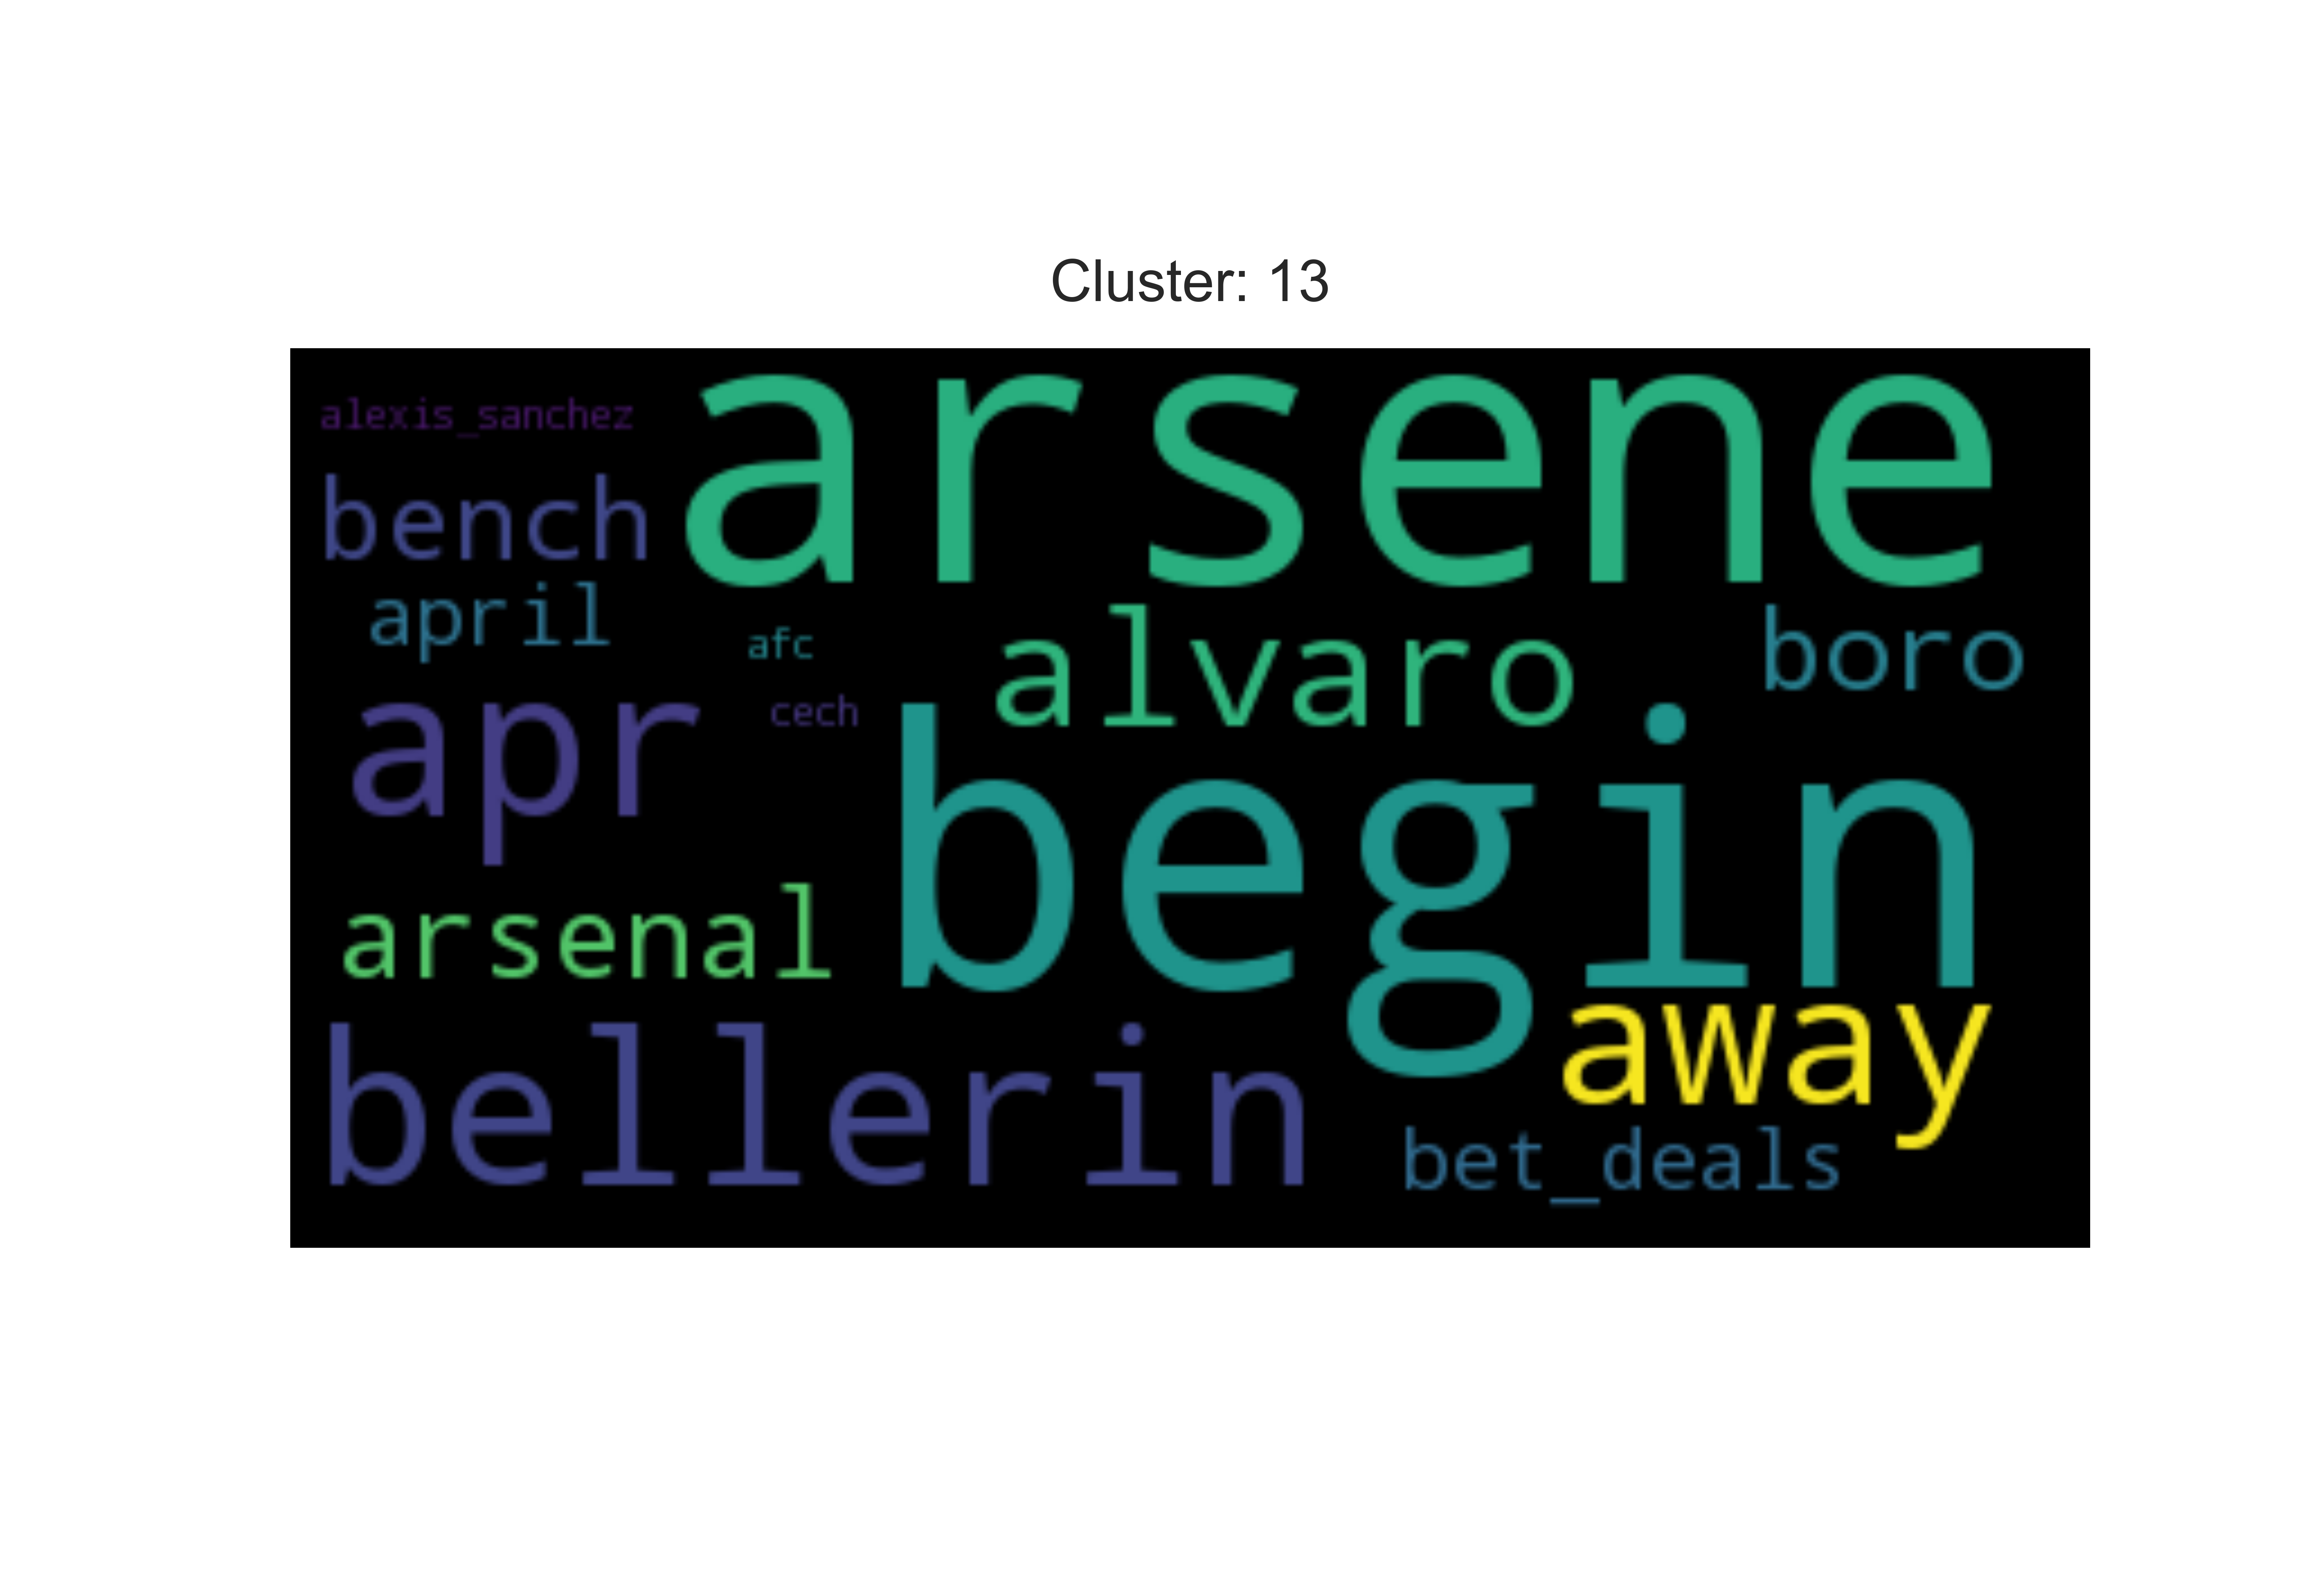 Cluster: 13
alexis_sanchez
arsene
bench
april
afc
alvaro
boro
apr
cech
begin
arsenal
away
bellerin
bet_deals